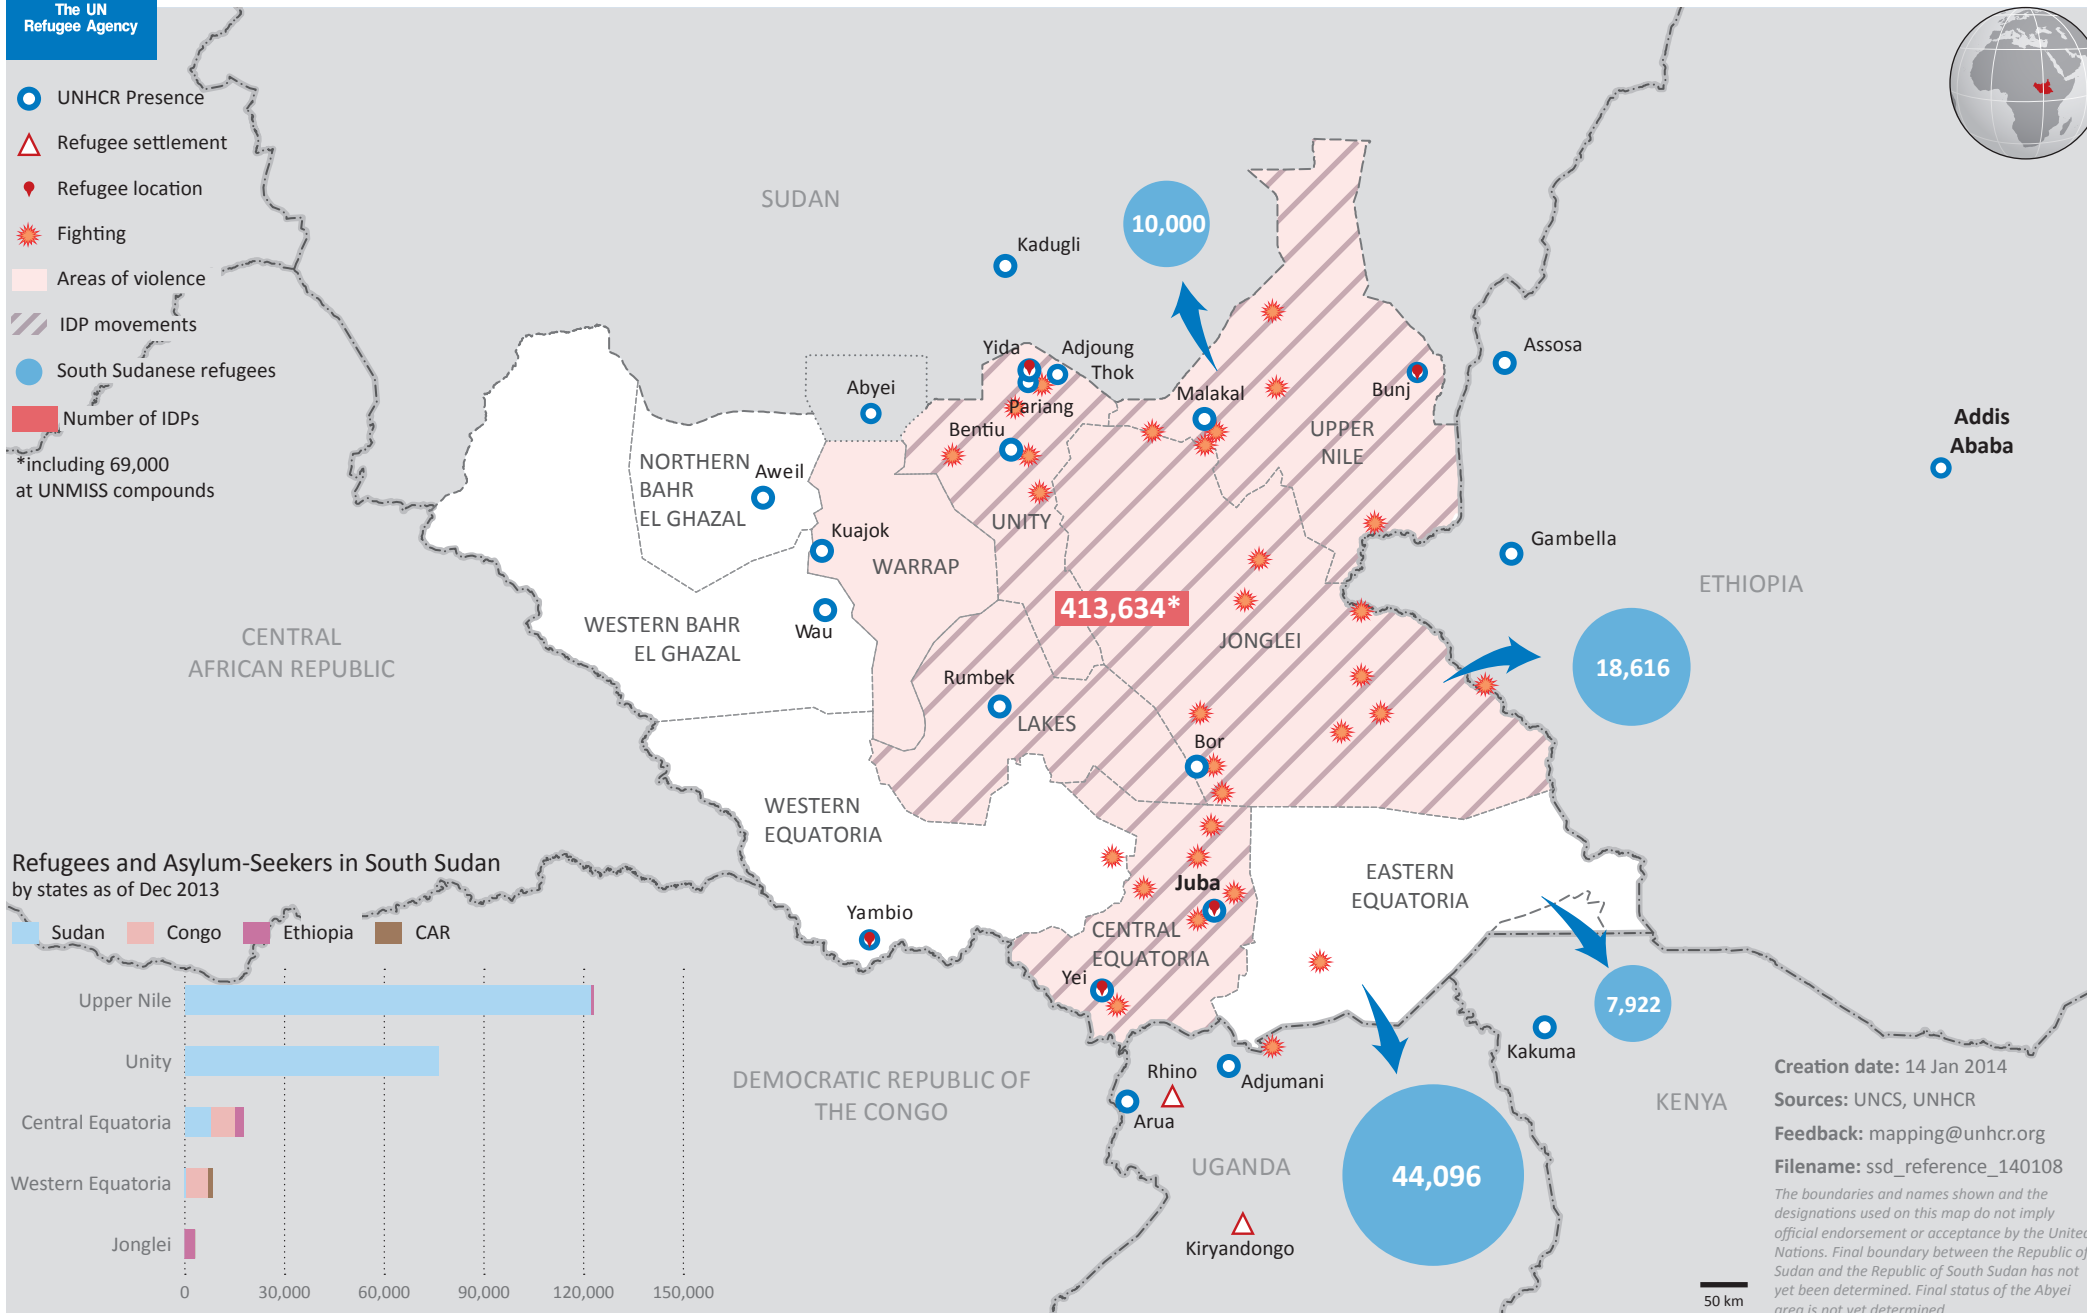 The UN
Refugee Agency
UNHCR Presence
Refugee settlement
Refugee location
Fighting
Areas of violence
IDP movements
South Sudanese refugees
Number of IDPs
*including 69,000
at UNMISS compounds
SUDAN
Kadugli
10,000
Yida
Adjoung
Thok
Abyei
Pariang
Malakal
Bunj
Assosa
Bentiu
UPPER
NILE
Addis
Ababa
NORTHERN
BAHR
EL GHAZAL
Aweil
UNITY
Kuajok
WARRAP
Gambella
ETHIOPIA
413,634*
WESTERN BAHR
EL GHAZAL
Wau
JONGLEI
CENTRAL
AFRICAN REPUBLIC
18,616
Rumbek
LAKES
Bor
WESTERN
EQUATORIA
EASTERN
EQUATORIA
Juba
Yambio
CENTRAL
EQUATORIA
Yei
7,922
Kakuma
Rhino
Adjumani
Arua
DEMOCRATIC REPUBLIC OF
THE CONGO
KENYA
UGANDA
44,096
Kiryandongo
Refugees and Asylum-Seekers in South Sudan
by states as of Dec 2013
Sudan
Congo
Ethiopia
CAR
Upper Nile
Unity
Central Equatoria
Western Equatoria
Jonglei
0
30,000
60,000
90,000
120,000
150,000
Creation date: 14 Jan 2014
Sources: UNCS, UNHCR
Feedback: mapping@unhcr.org
Filename: ssd_reference_140108
The boundaries and names shown and the
designations used on this map do not imply
official endorsement or acceptance by the United
Nations. Final boundary between the Republic of
Sudan and the Republic of South Sudan has not
yet been determined. Final status of the Abyei
area is not yet determined
50 km